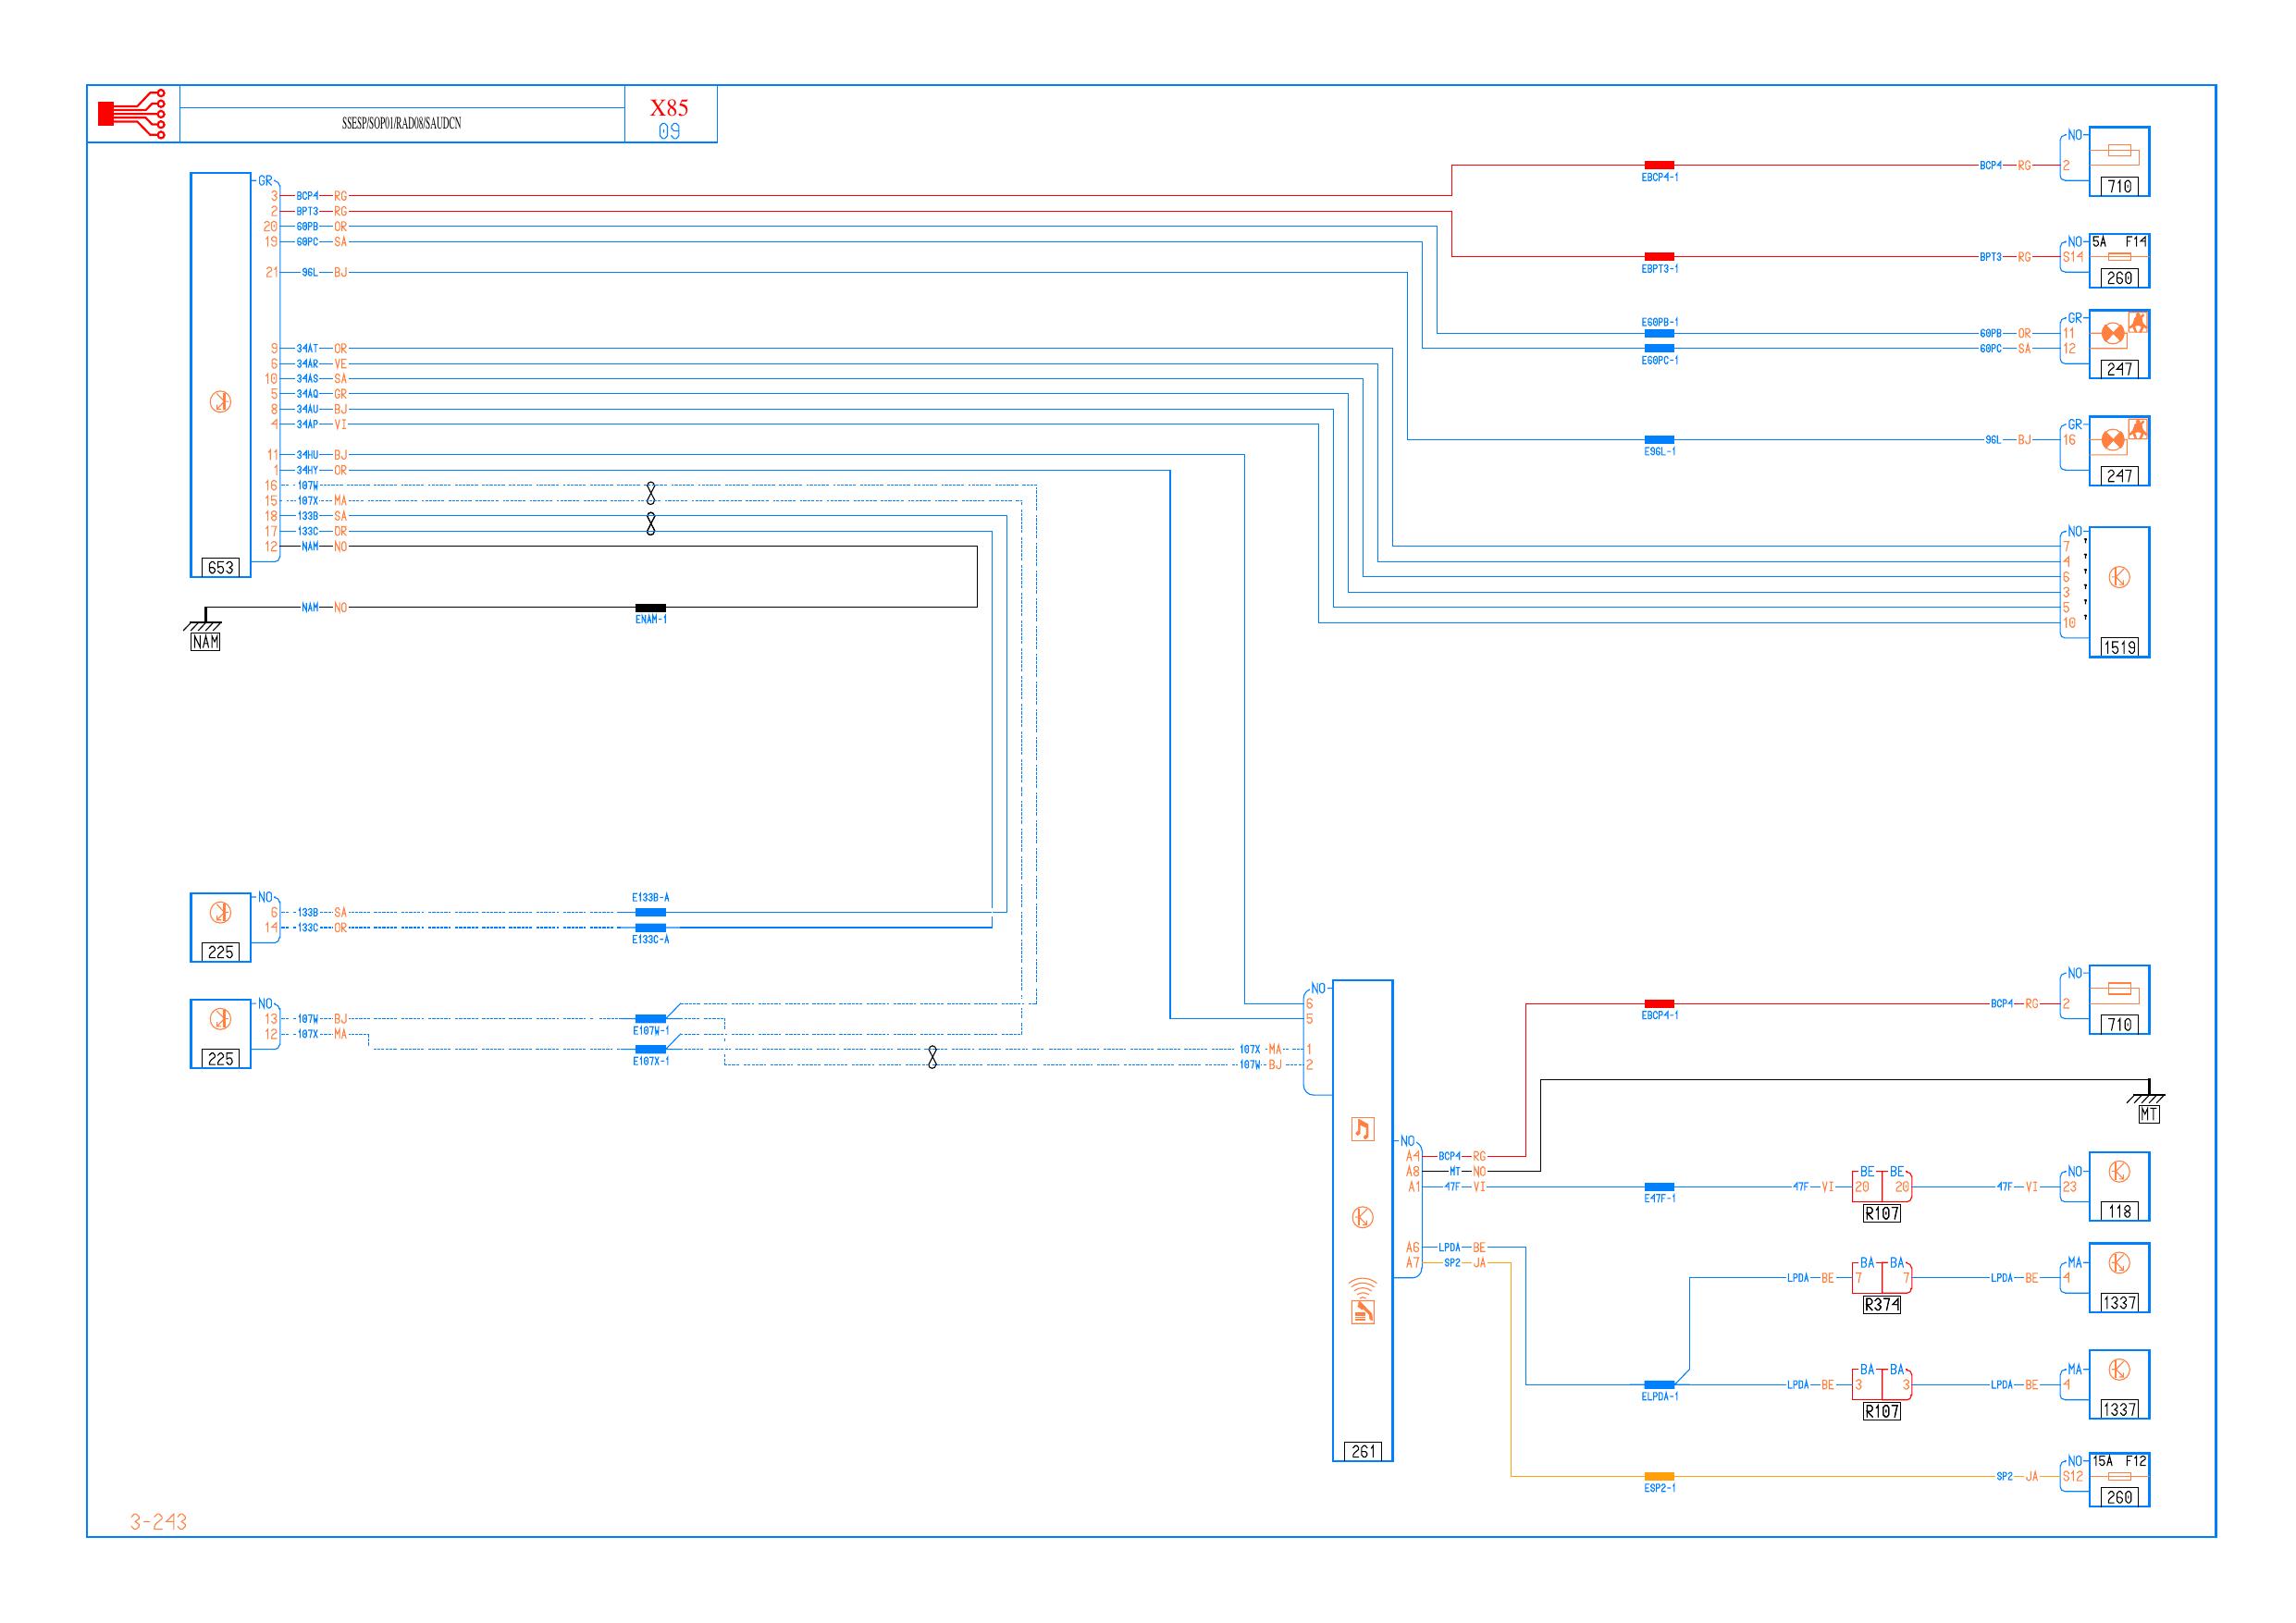 SSESP/SOP01/RAD08/SAUDCN
X85
09
GR
3 BCP4 RG
2 BPT3 RG
20 60PB OR
19 60PC SA
21 96L BJ
9 34AT OR
6 34AR VE
10 34AS SA
5 34AQ GR
8 34AU BJ
4 34AP VI
11 34HU BJ
1 34HY OR
16 107W
15 107X MA
18 133B SA
17 133C OR
12 NAM NO
653
NAM NO
ENAM-1
NAM
NO
6 133B SA
14 133C OR
E133B-A
E133C-A
225
NO
13 107W BJ
12 107X MA
E107W-1
E107X-1
225
EBCP4-1
BCP4 RG
NO
2
710
EBPT3-1
BPT3 RG
NO
S14
5A F14
260
E60PB-1
E60PC-1
60PB OR
60PC SA
GR
11
12
247
E96L-1
96L BJ
GR
16
247
NO
7
4
6
3
5
10
1519
NO
6
5
107X MA 1
107W BJ 2
261
NO
A4 BCP4 RG
A8 MT NO
A1 47F VI
A6 LPDA BE
A7 SP2 JA
EBCP4-1
BCP4 RG
NO
2
710
MT
E47F-1
47F VI
BE BE
20 20
R107
47F VI
NO
23
118
LPDA BE
BA BA
7 7
R374
LPDA BE
MA
4
1337
ELPDA-1
LPDA BE
BA BA
3 3
R107
LPDA BE
MA
4
1337
ESP2-1
SP2 JA
NO
S12
15A F12
260
3-243